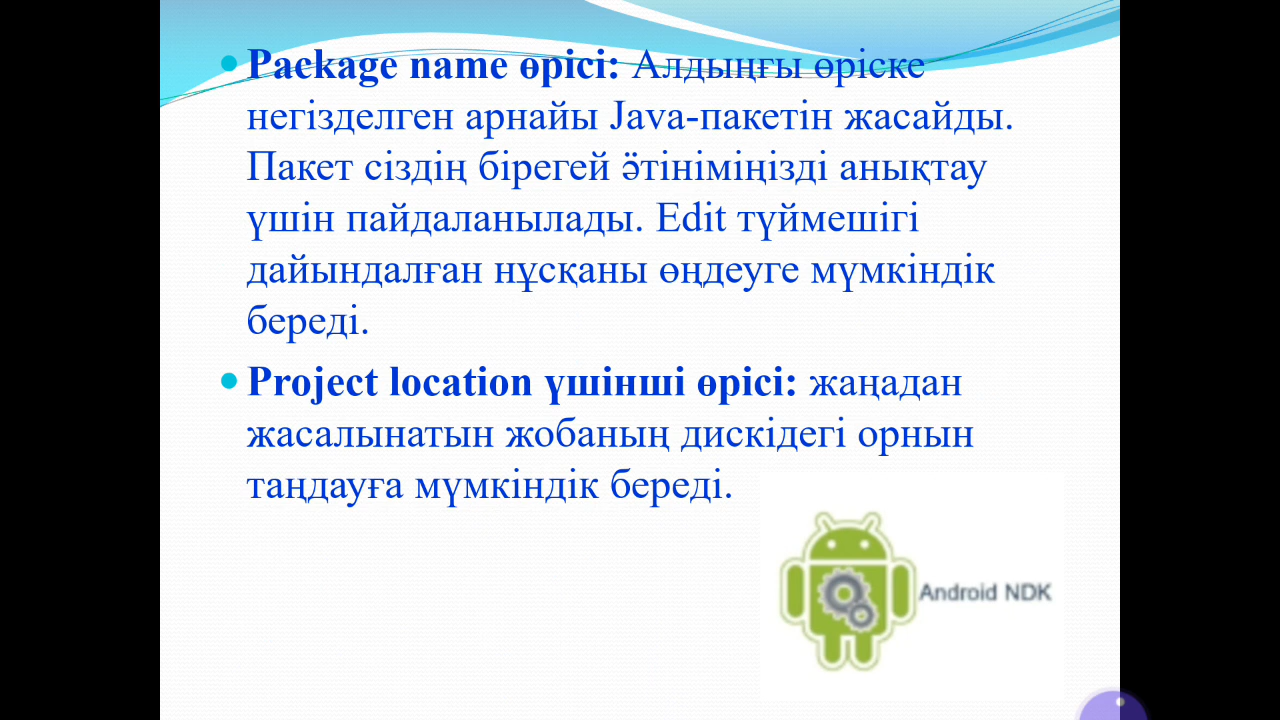 Package name өрісі: Алдыңғы өріске
негізделген арнайы Java-пакетін жасайды.
Пакет сіздің бірегей ӛтініміңізді анықтау
үшін пайдаланылады. Edit түймешігі
дайындалған нұсқаны өңдеуге мүмкіндік
береді.
Project location үшінші өрісі: жаңадан
жасалынатын жобаның дискідегі орнын
таңдауға мүмкіндік береді.
Android NDK